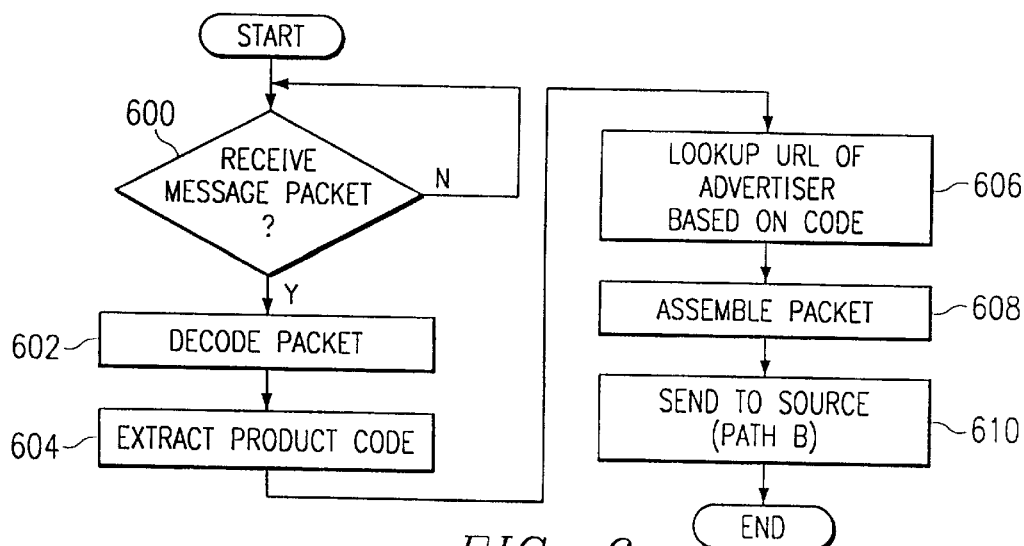 START
600
RECEIVE
MESSAGE PACKET
?
N
Y
602
DECODE PACKET
604
EXTRACT PRODUCT CODE
LOOKUP URL OF
ADVERTISER
BASED ON CODE
606
ASSEMBLE PACKET
608
SEND TO SOURCE
(PATH B)
610
END